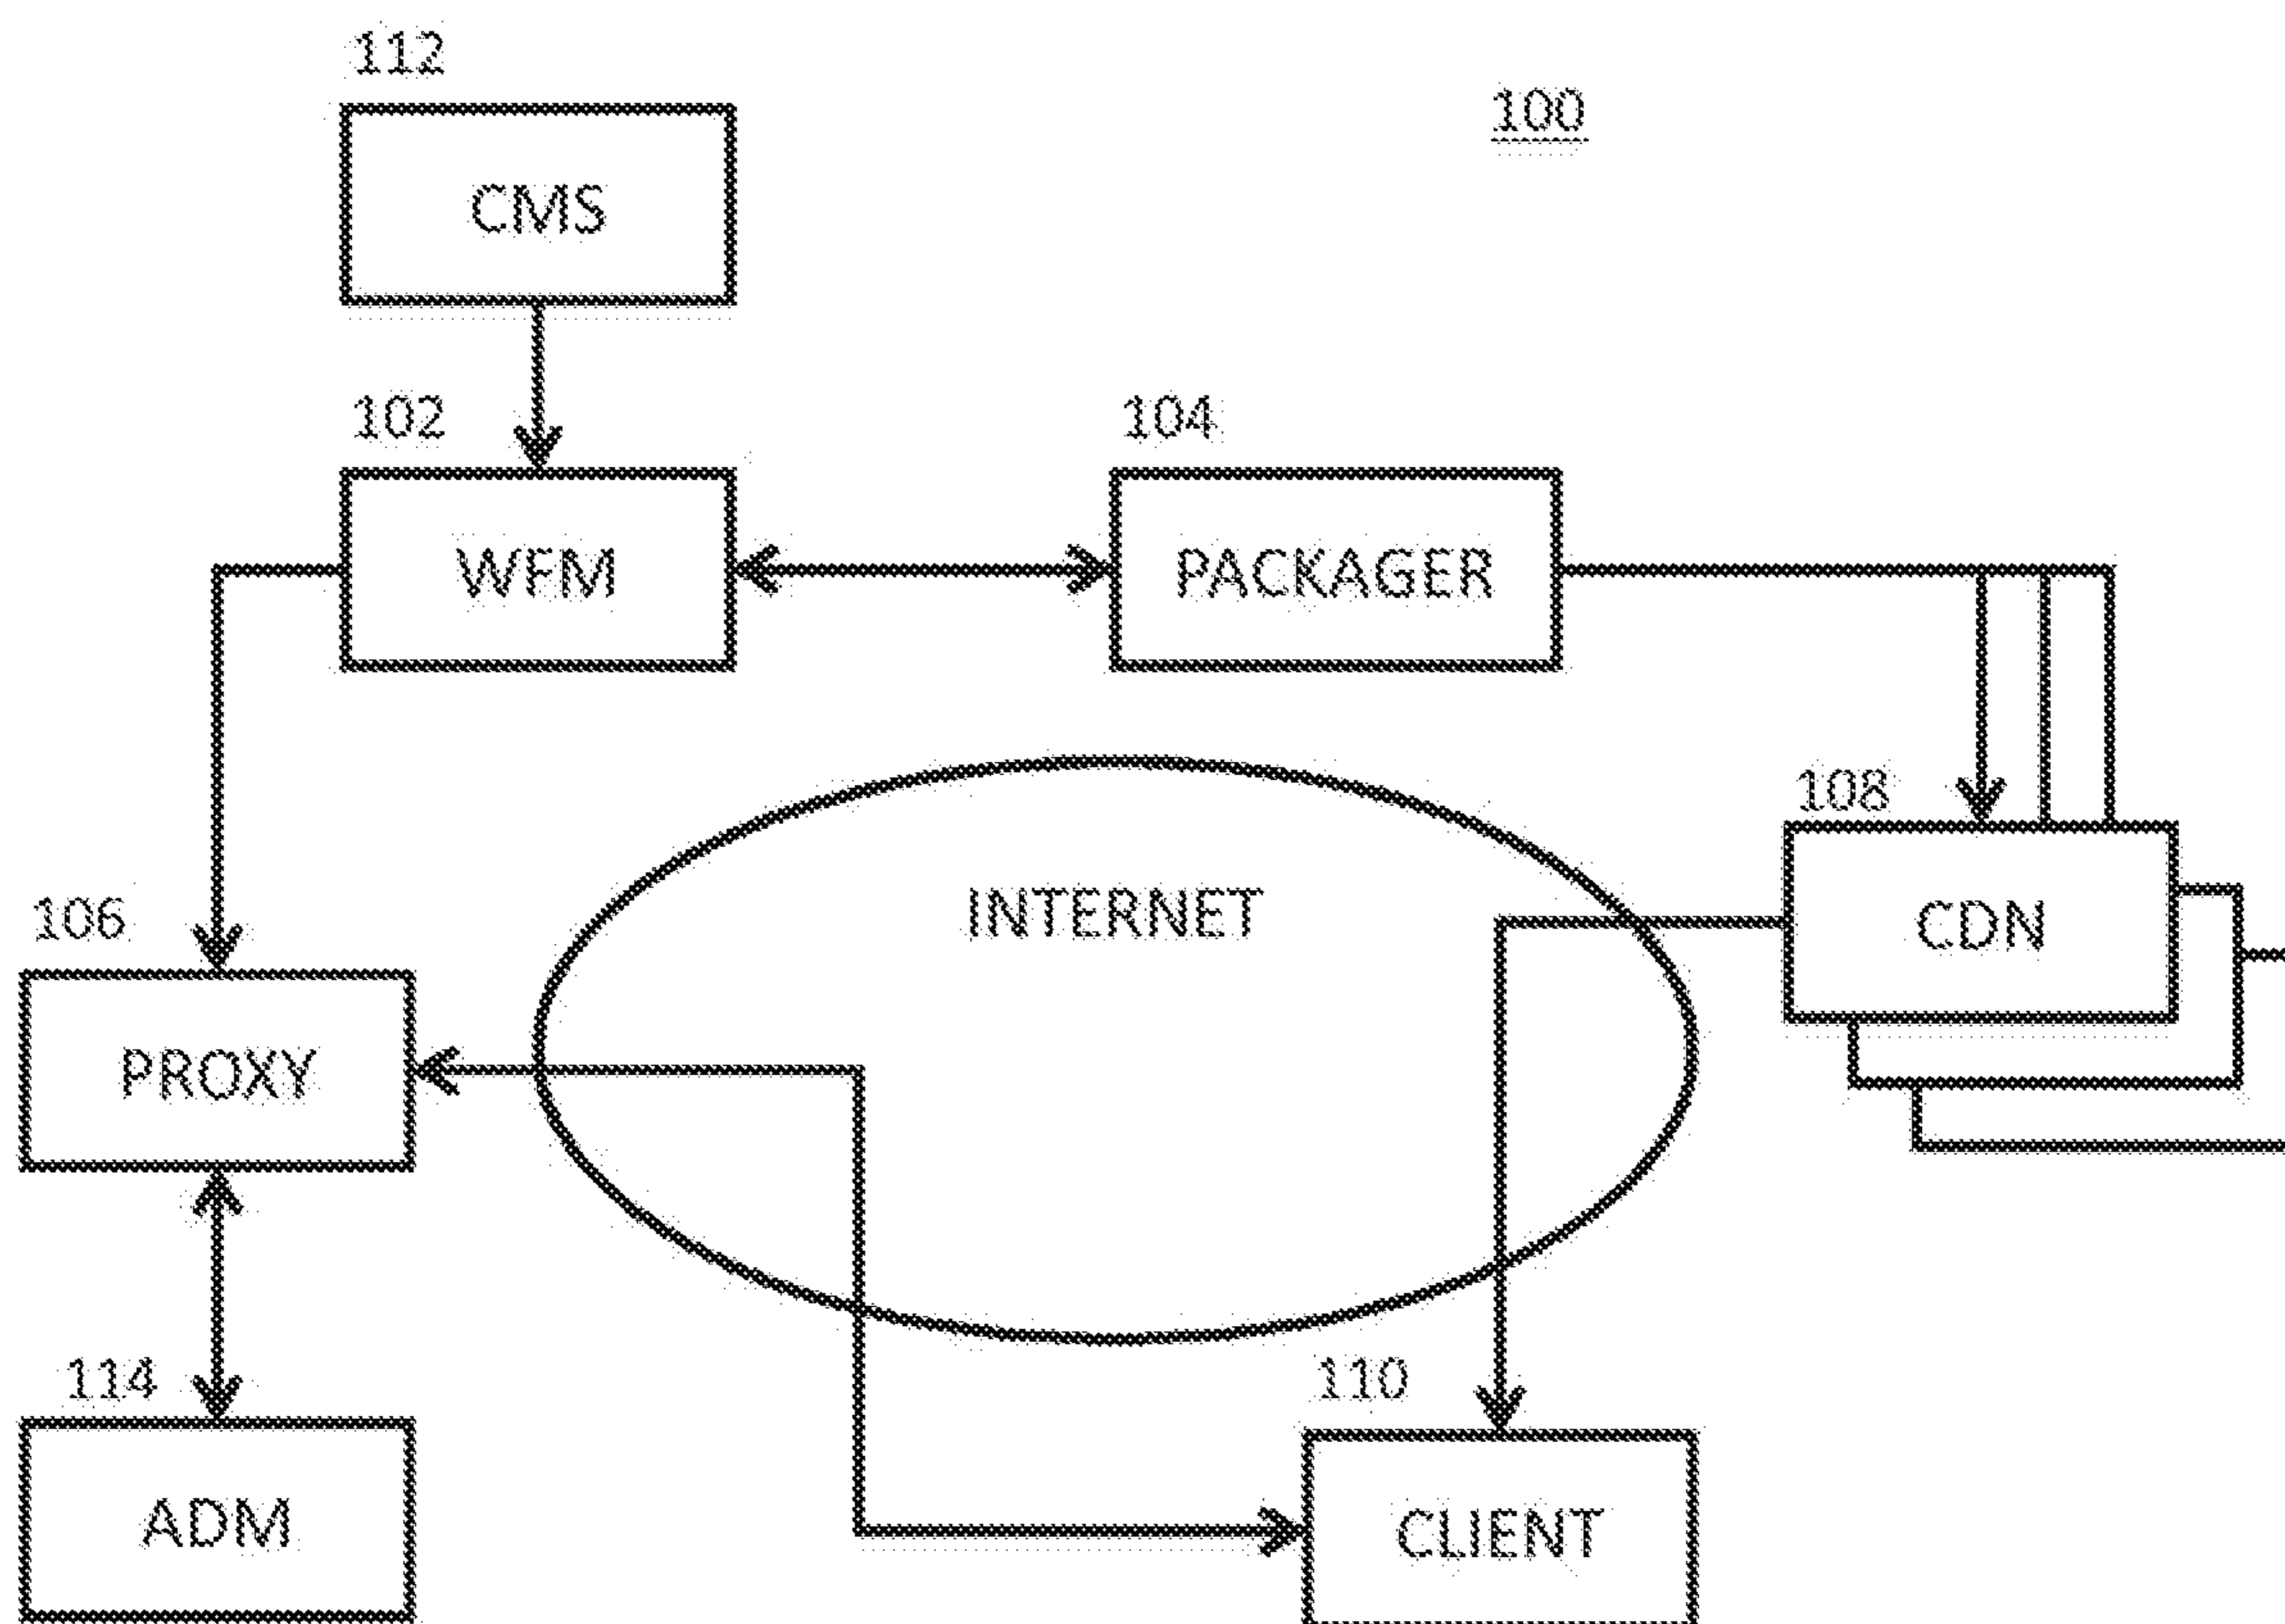 112
100
CMS
102
104
WFM
PACKAGER
108
106
INTERNET
CDN
PROXY
114
110
ADM
CLIENT